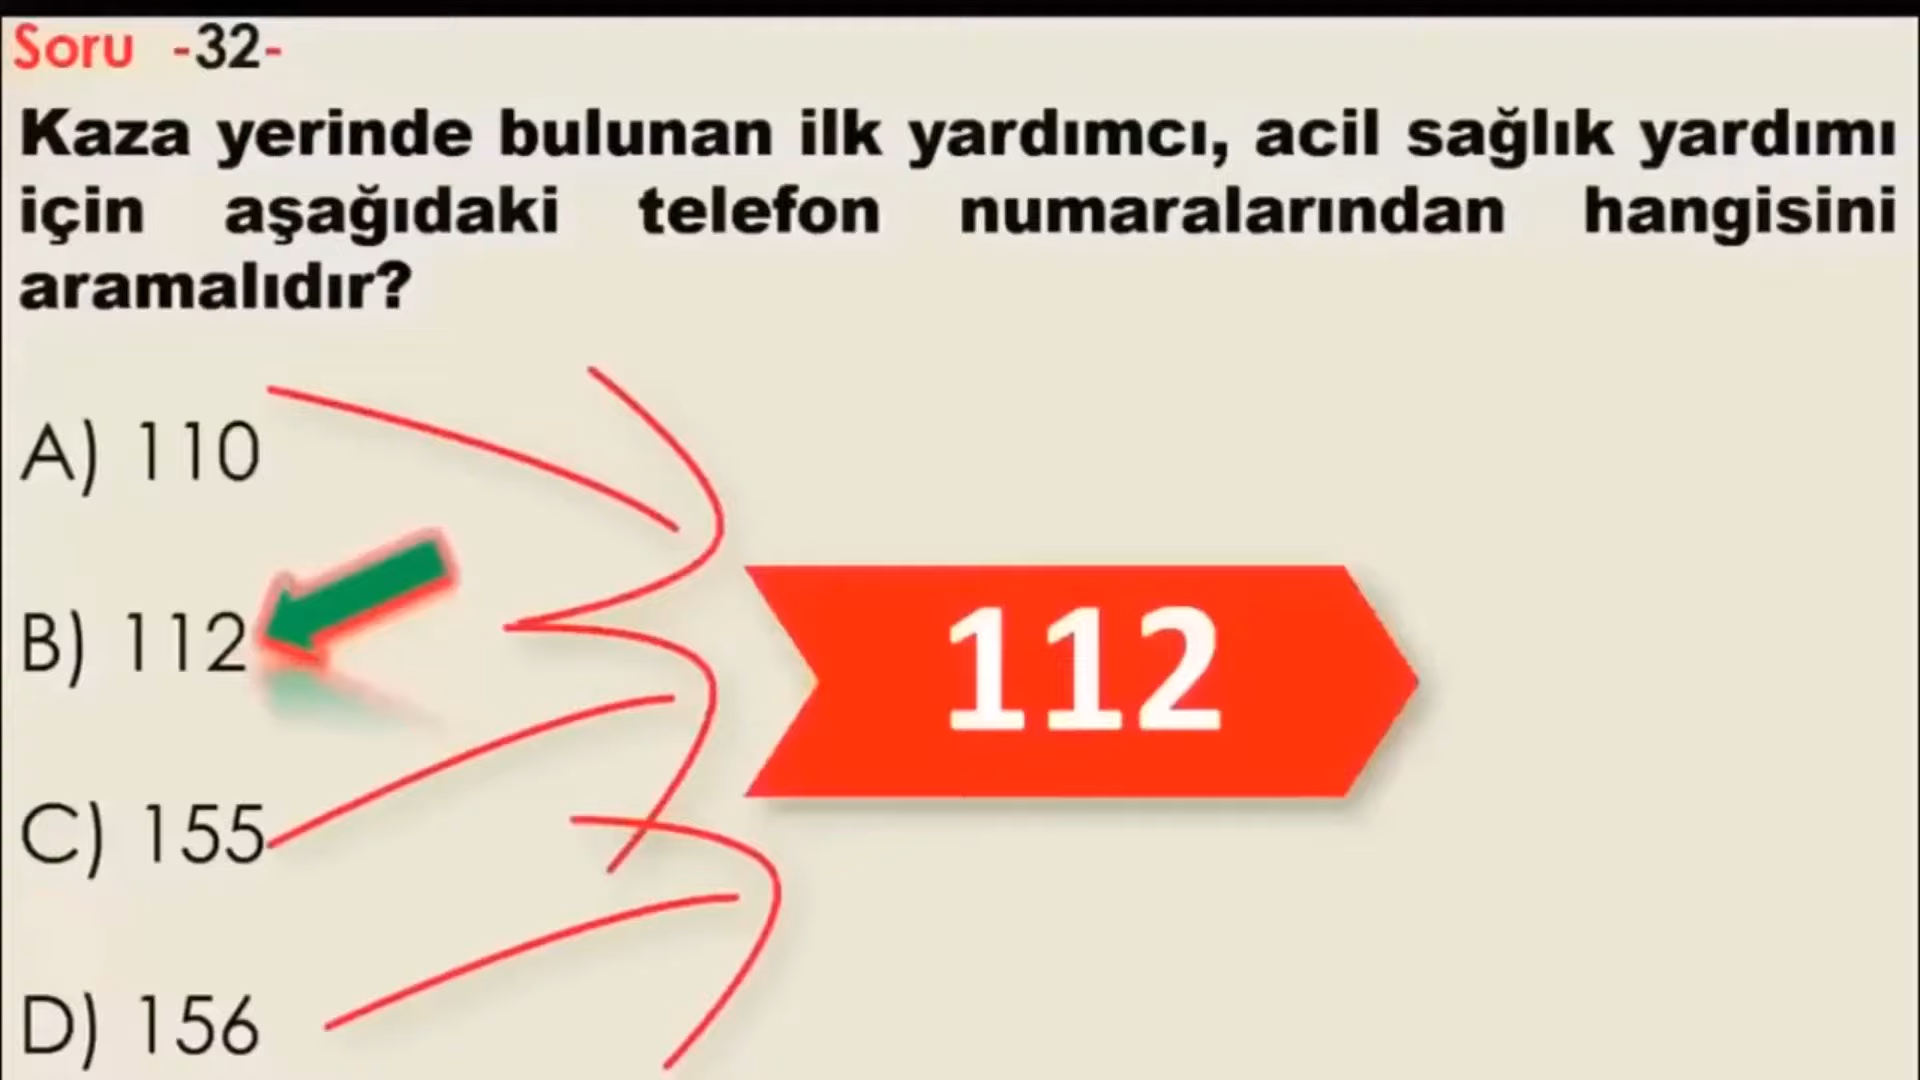 Soru -32-
Kaza yerinde bulunan ilk yardımcı, acil sağlık yardımı
için aşağıdaki telefon numaralarından hangisini
aramalıdır?
A) 110
B) 112
112
C) 155
D) 156